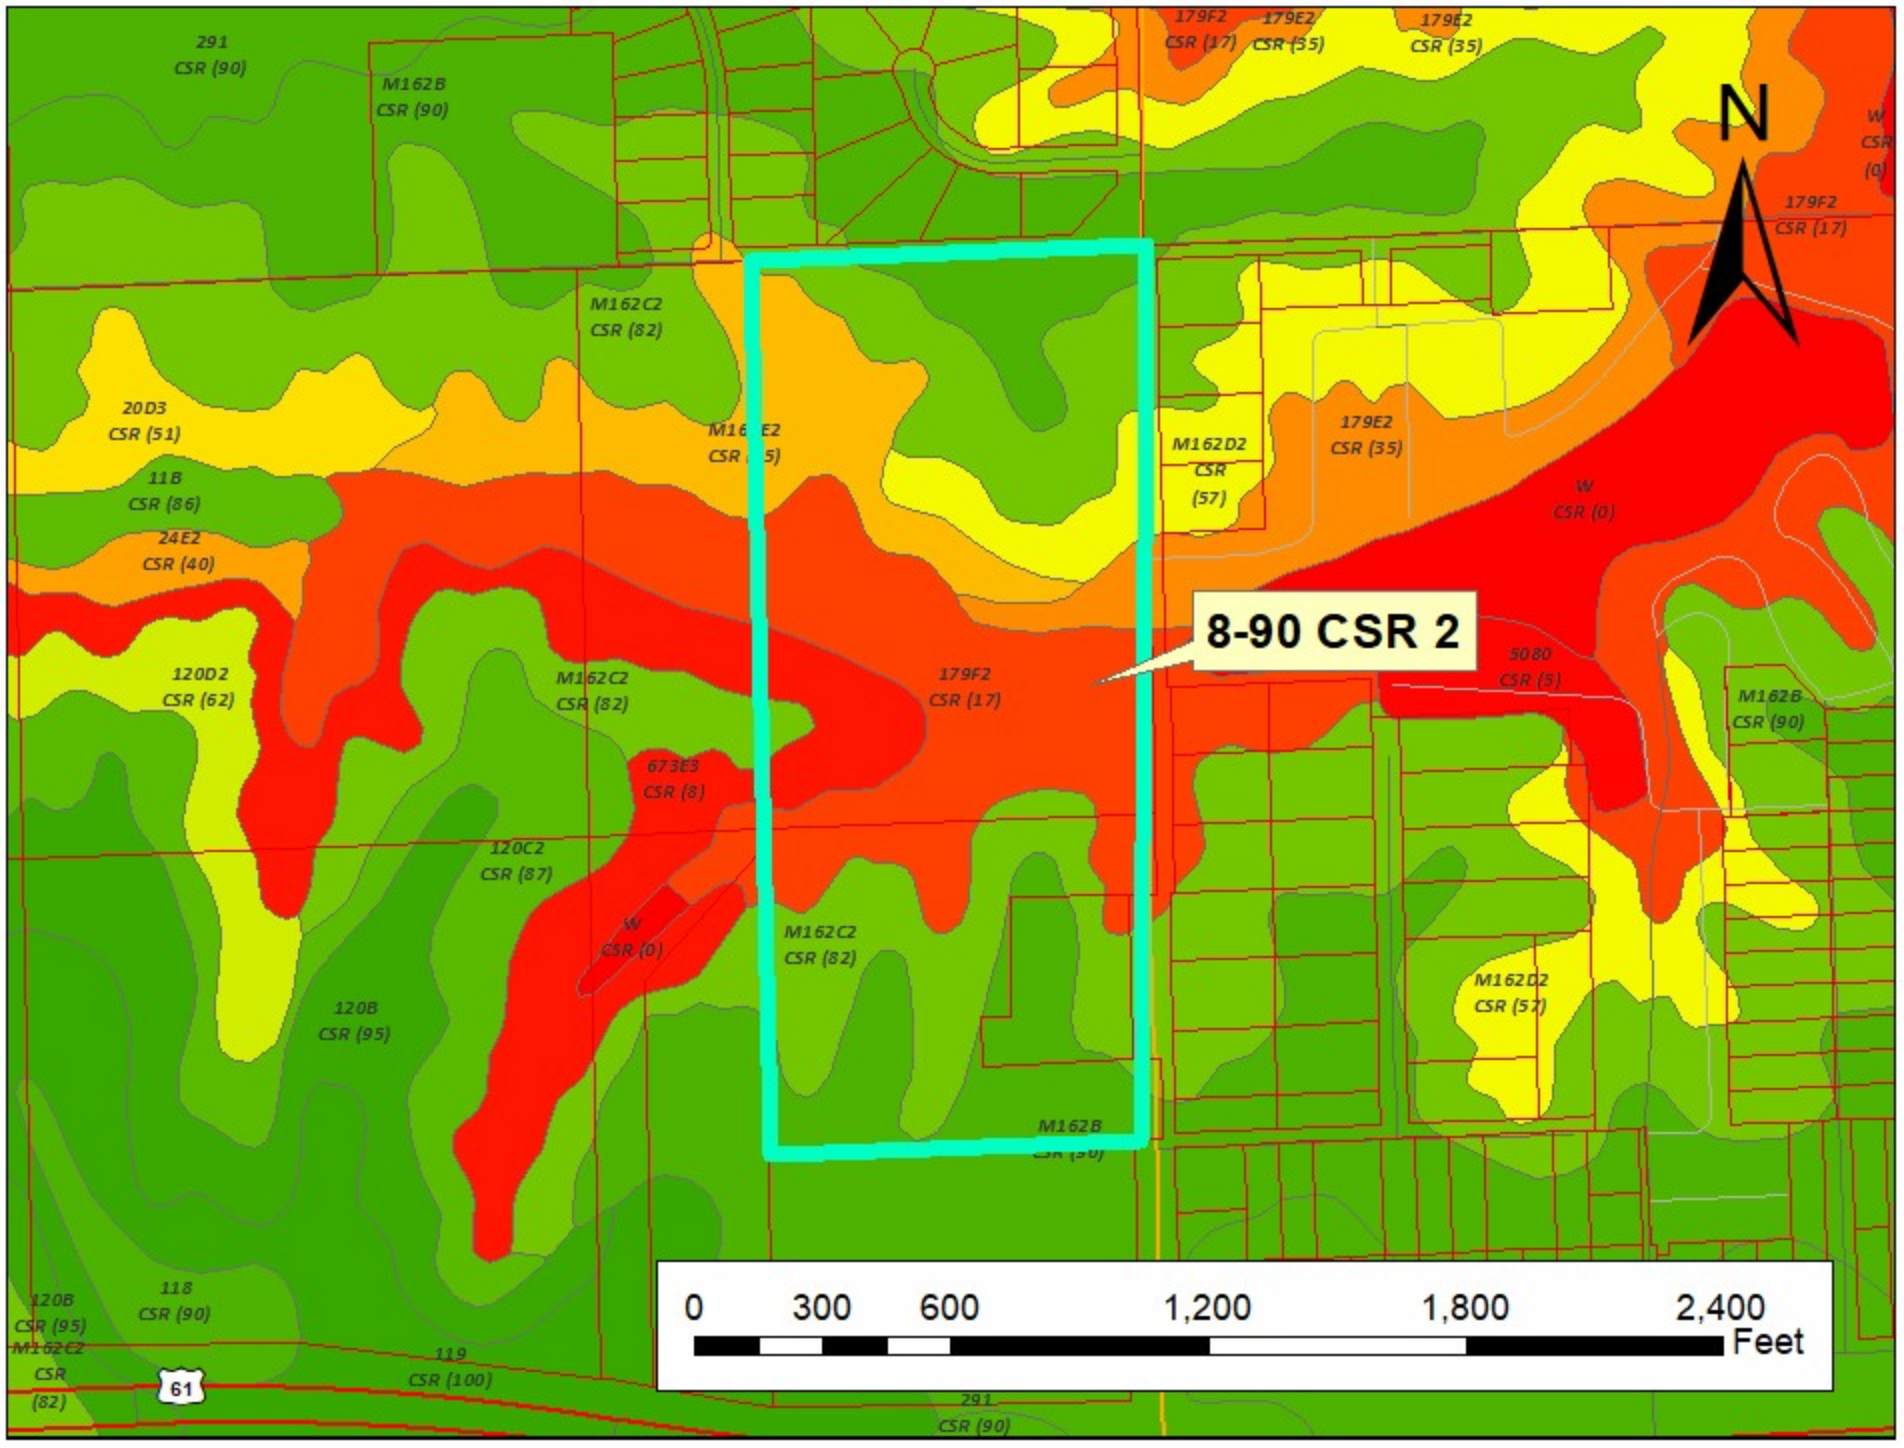 179F2
CSR (17)
179E2
CSR (35)
179E2
CSR (35)
291
CSR (90)
M162B
CSR (90)
N
W
CSR
(0)
179F2
CSR (17)
M162C2
CSR (82)
20D3
CSR (51)
CSR
M162D2
CSR
(57)
179E2
CSR (35)
11B
CSR (86)
W
CSR (0)
24E2
CSR (40)
8-90 CSR 2
5080
CSR (5)
120D2
CSR (62)
M162C2
CSR (82)
179F2
CSR (17)
M162B
CSR (90)
673E3
CSR (8)
120C2
CSR (87)
W
CSR (0)
M162C2
CSR (82)
M162D2
CSR (57)
120B
CSR (95)
M162B
CSR (90)
118
CSR (90)
120B
CSR (95)
M162C2
CSR
(82)
61
119
CSR (100)
291
CSR (90)
0 300 600 1,200 1,800 2,400
Feet